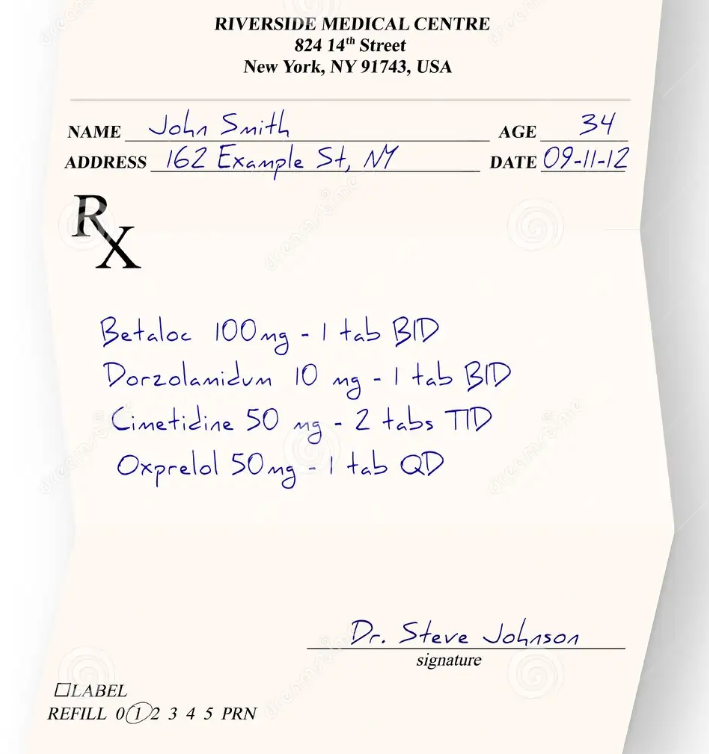 RIVERSIDE MEDICAL CENTRE
824 14th Street
New York, NY 91743, USA
NAME John Smith AGE 34
ADDRESS 162 Example St, NY DATE 09-11-12
RX
Betaloc 100mg - 1 tab BID
Dorzolamidum 10 mg - 1 tab BID
Cimetidine 50 mg - 2 tabs TID
Oxprelol 50mg - 1 tab QD
Dr. Steve Johnson
signature
LABEL
REFILL 0 1 2 3 4 5 PRN